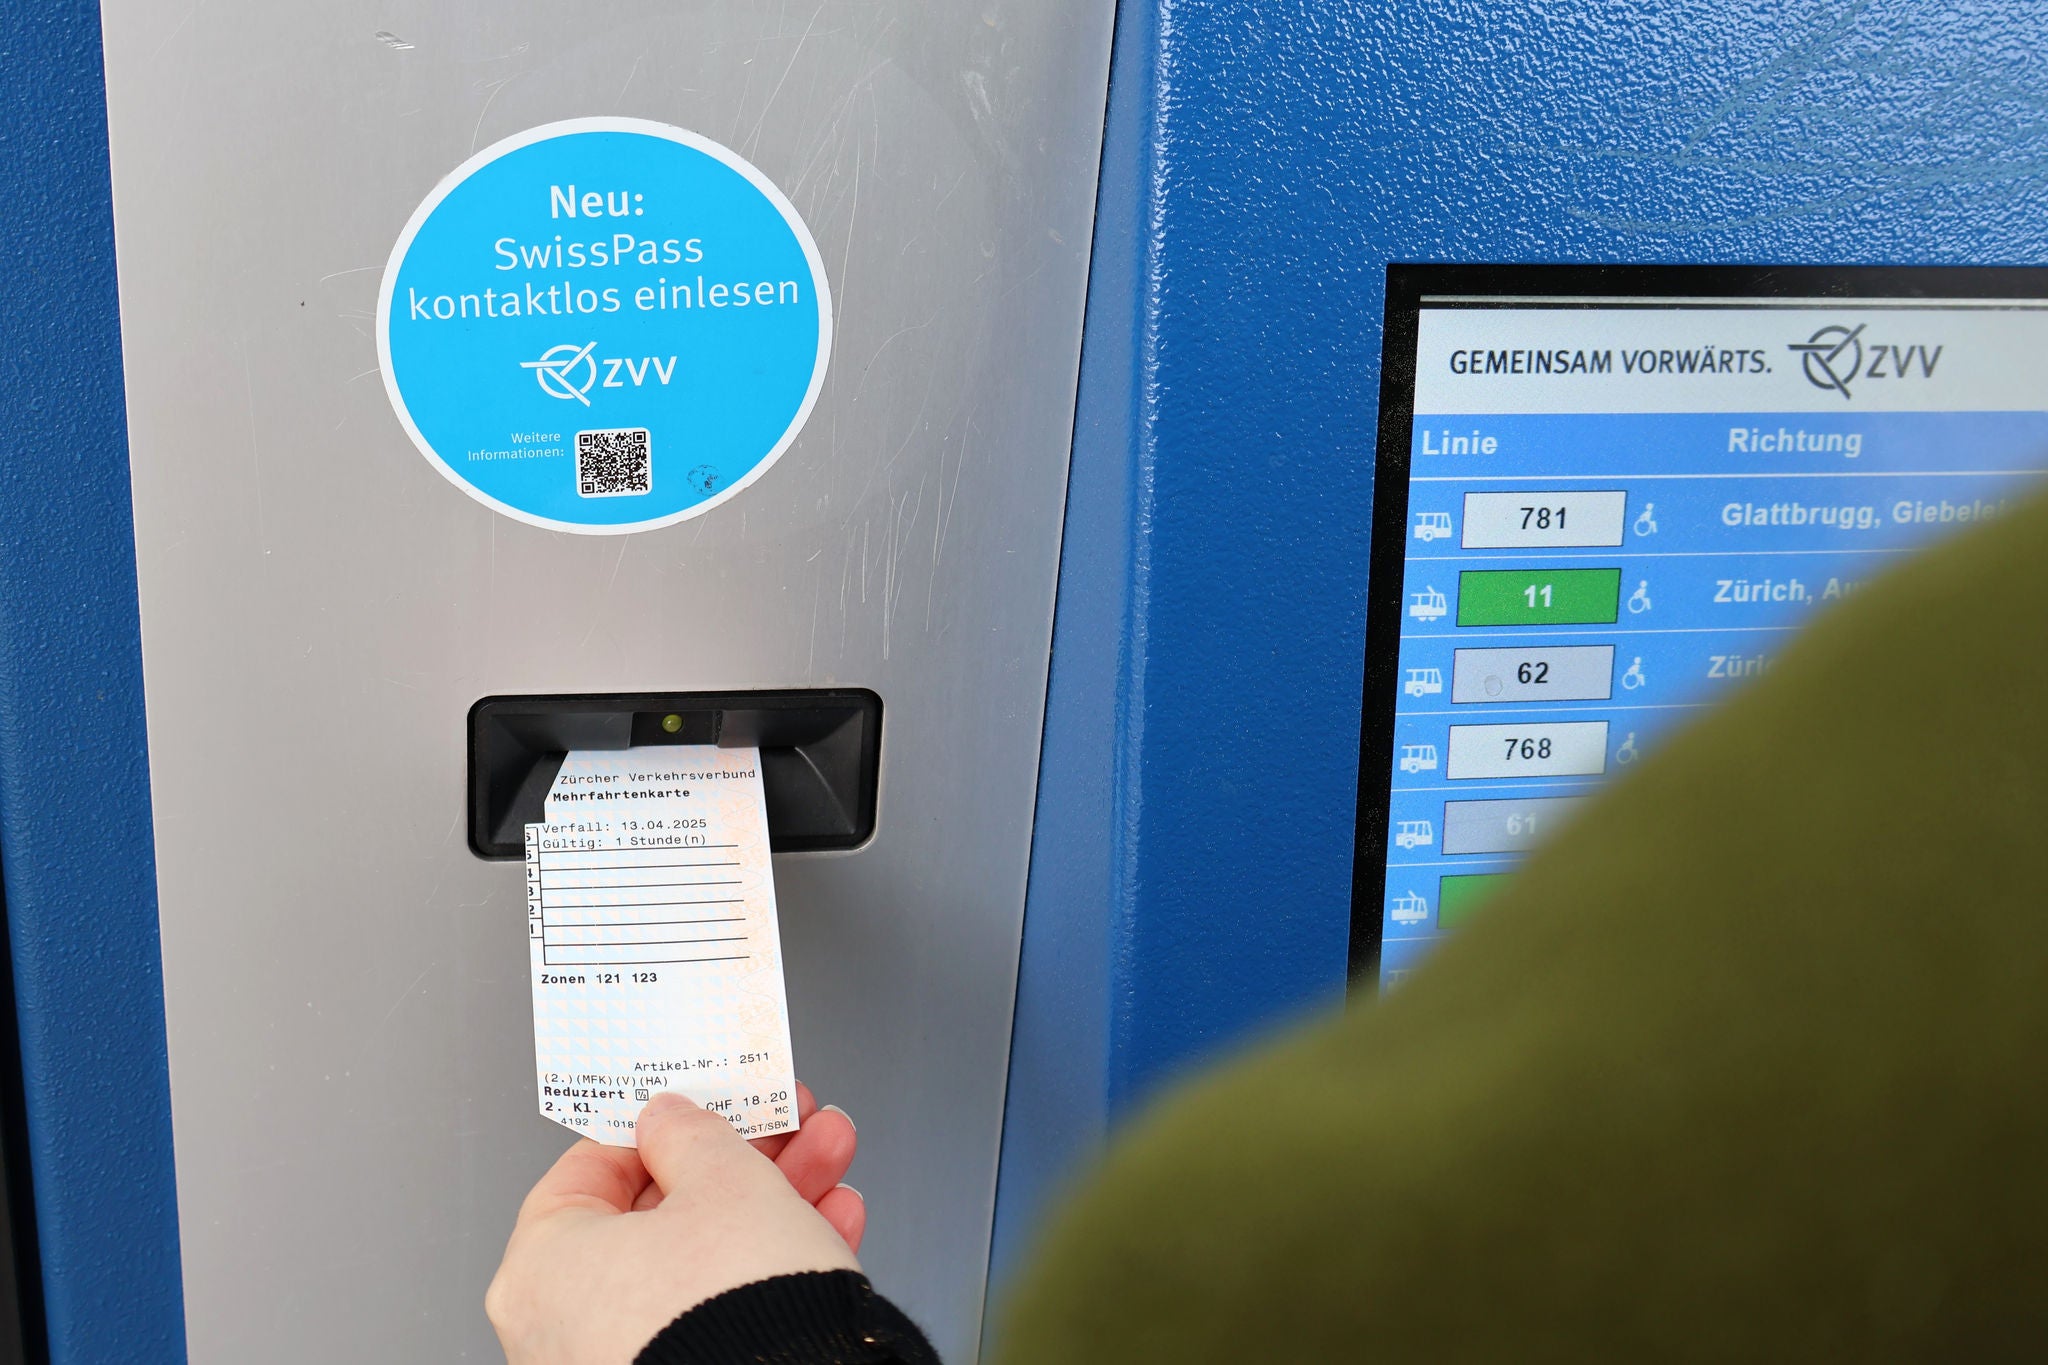 Neu:
SwissPass
kontaktlos einlesen
ZVV
Weitere
Informationen:
Zürcher Verkehrsverbund
Mehrfahrtenkarte
Verfall: 13.04.2025
Gültig: 1 Stunde(n)
6
5
4
3
2
1
Zonen 121 123
Artikel-Nr.: 2511
(2.)(MFK)(V)(HA)
Reduziert ½
2. Kl.
CHF 18.20
MC
4192
MWST/SBW
GEMEINSAM VORWÄRTS. ZVV
Linie Richtung
781 Glattbrugg,
11 Zürich,
62
768
61